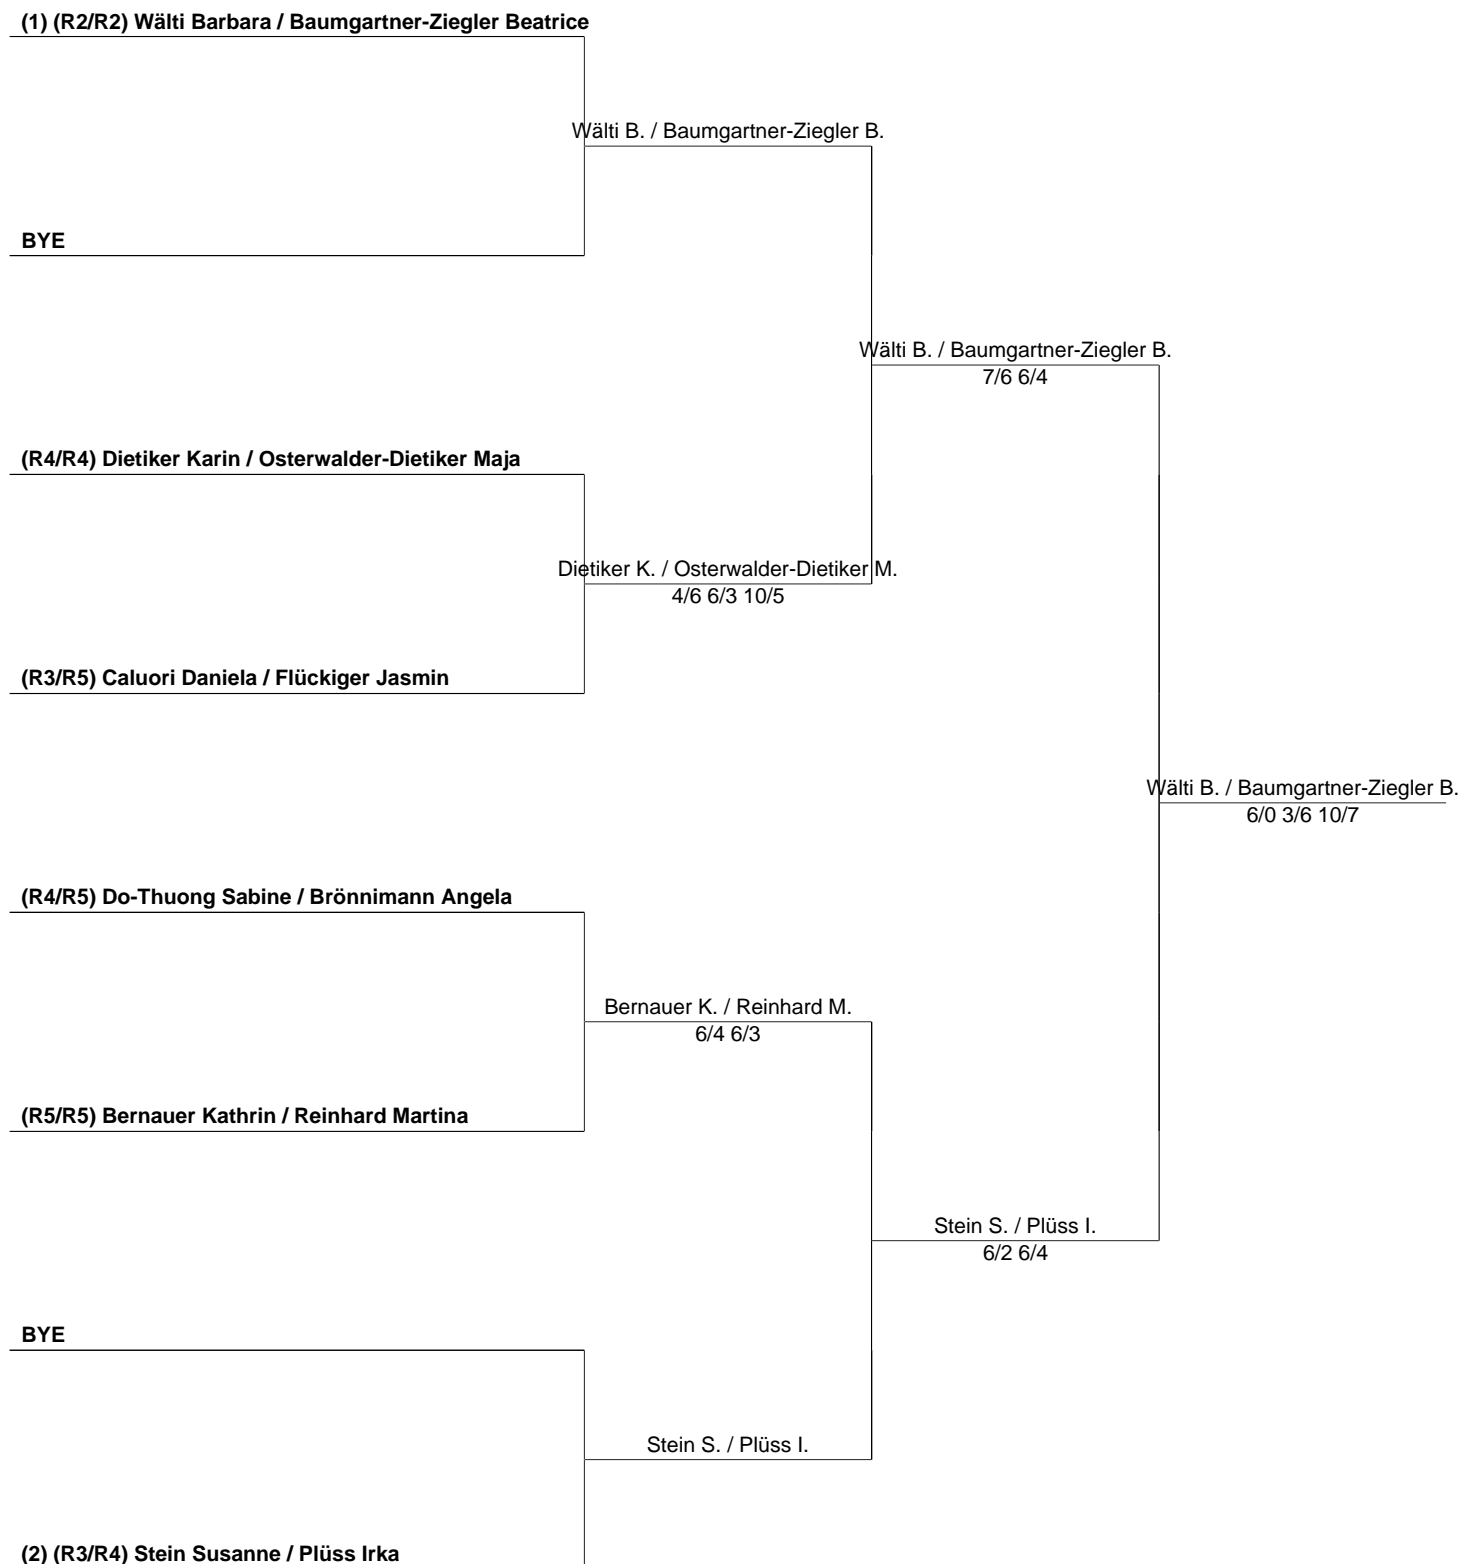 (1) (R2/R2) Wälti Barbara / Baumgartner-Ziegler Beatrice
Wälti B. / Baumgartner-Ziegler B.
BYE
Wälti B. / Baumgartner-Ziegler B.
7/6 6/4
(R4/R4) Dietiker Karin / Osterwalder-Dietiker Maja
Dietiker K. / Osterwalder-Dietiker M.
4/6 6/3 10/5
(R3/R5) Caluori Daniela / Flückiger Jasmin
Wälti B. / Baumgartner-Ziegler B.
6/0 3/6 10/7
(R4/R5) Do-Thuong Sabine / Brönnimann Angela
Bernauer K. / Reinhard M.
6/4 6/3
(R5/R5) Bernauer Kathrin / Reinhard Martina
Stein S. / Plüss I.
6/2 6/4
BYE
Stein S. / Plüss I.
(2) (R3/R4) Stein Susanne / Plüss Irka